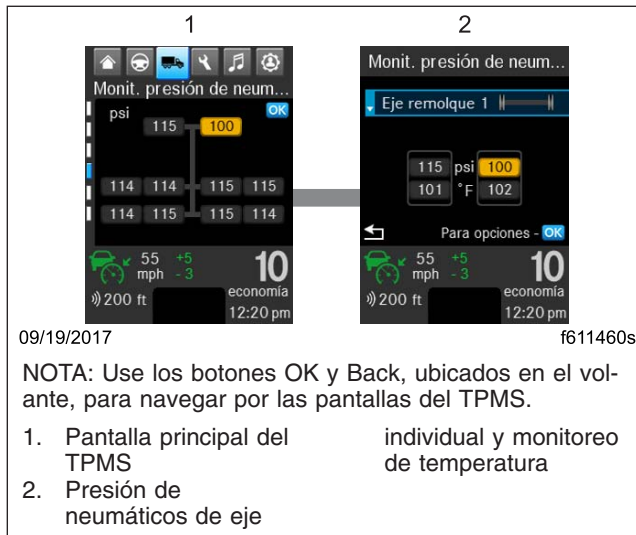 1
2
Monit. presión de neum...
psi
OK
115 100
114 114 115 115
114 115 115 114
55 +5
mph - 3
10
200 ft
economía
12:20 pm
Monit. presión de neum...
Eje remolque 1
115 psi 100
101 °F 102
Para opciones - OK
55 +5
mph - 3
10
200 ft
economía
12:20 pm
09/19/2017
f611460s
NOTA: Use los botones OK y Back, ubicados en el vol-
ante, para navegar por las pantallas del TPMS.
1. Pantalla principal del
TPMS
2. Presión de
neumáticos de eje
individual y monitoreo
de temperatura